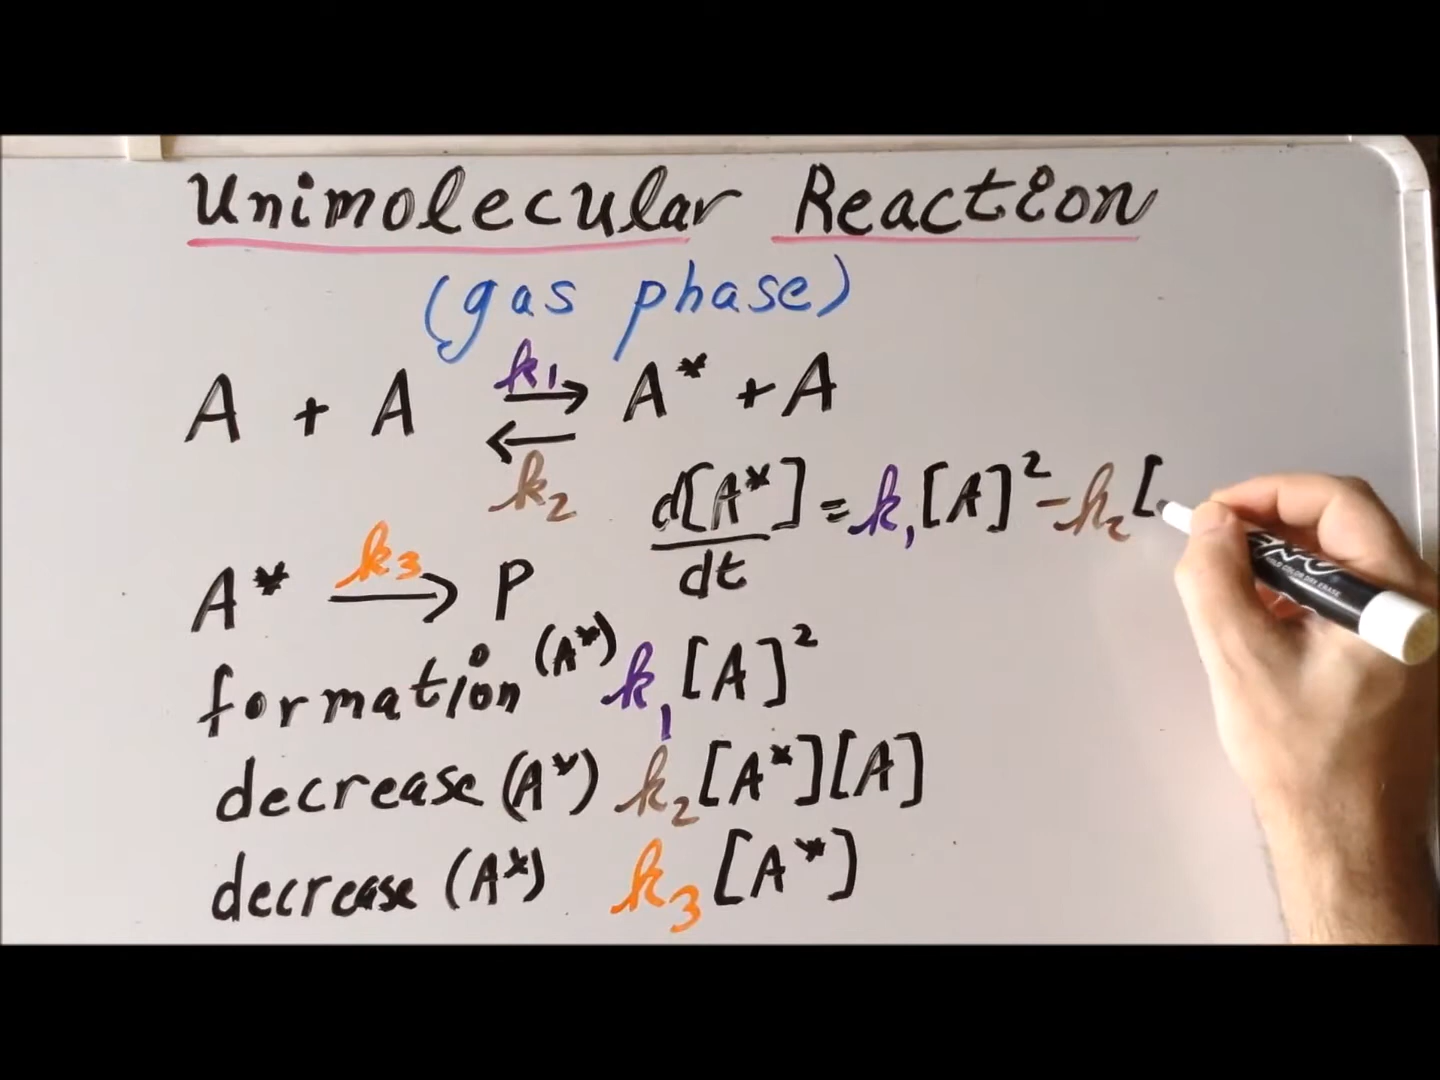 Unimolecular Reaction
(gas phase)
k₁
A + A ⇌ A* + A
k₂
d[A*]/dt = k₁[A]² - k₂[
k₃
A* → P
formation (A*) k₁[A]²
decrease (A*) k₂[A*][A]
decrease (A*) k₃[A*]